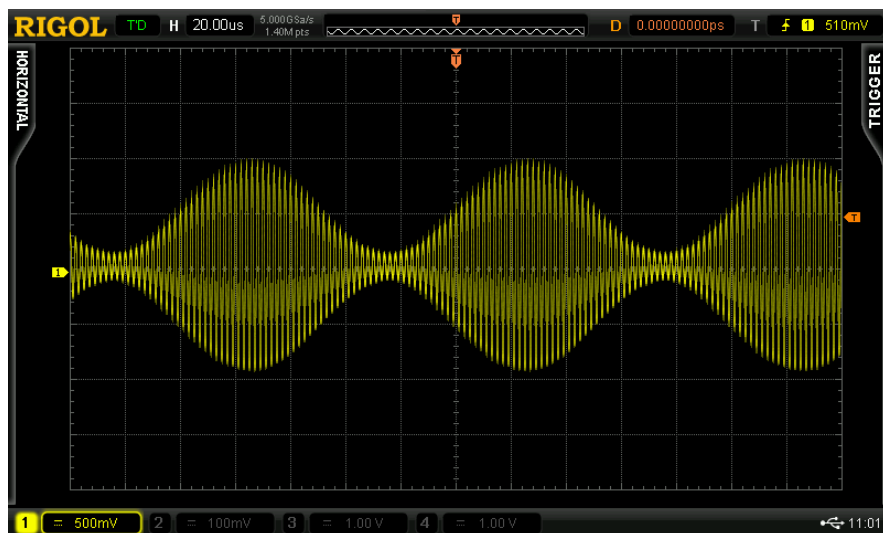 RIGOL T'D H 20.00us 5.000GSa/s 1.40M pts T D 0.00000000ps T 1 510mV
HORIZONTAL
T
TRIGGER
T
1
1 500mV 2 100mV 3 1.00 V 4 1.00 V 11:01